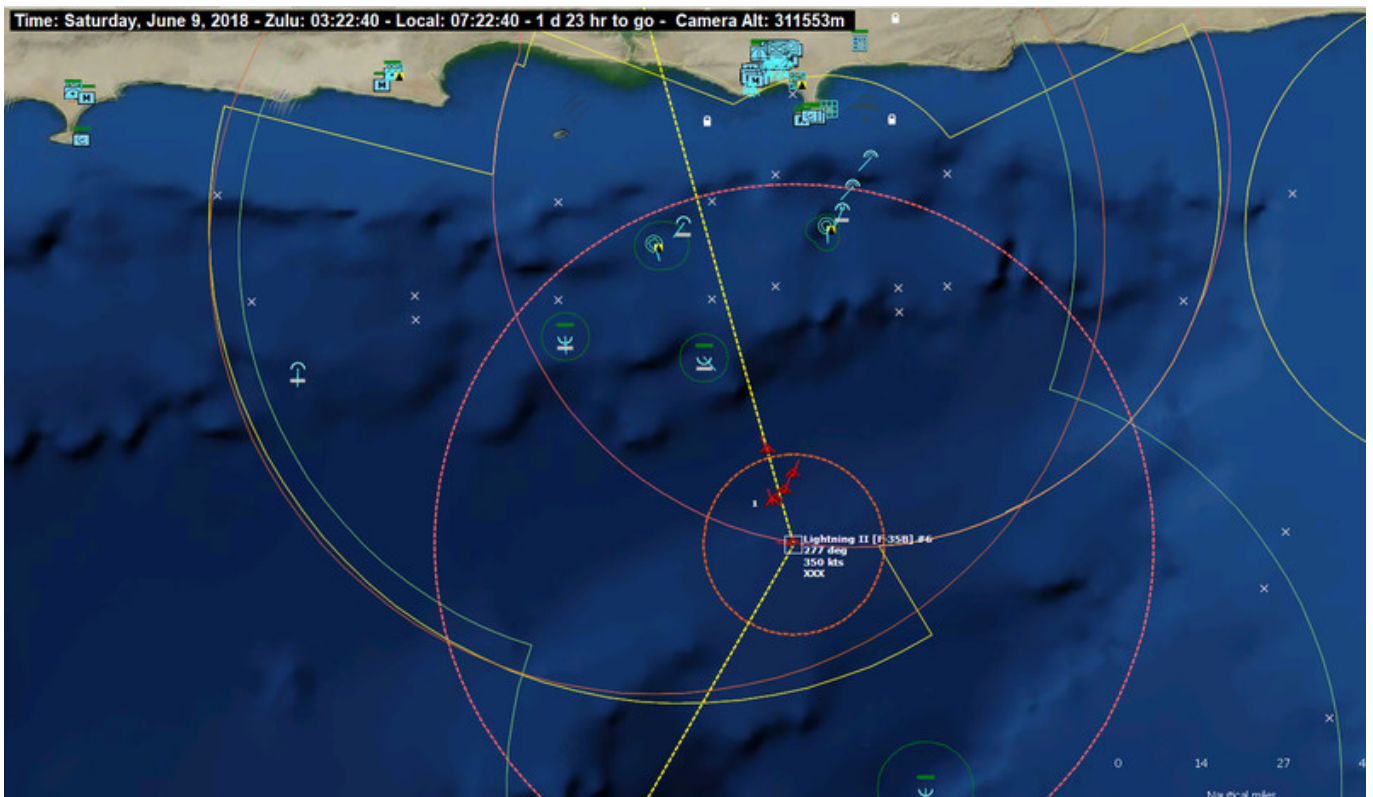 Time: Saturday, June 9, 2018 - Zulu: 03:22:40 - Local: 07:22:40 - 1 d 23 hr to go - Camera Alt: 311553m
1
Lightning II [F-35B] #6
277 deg
350 kts
XXX
0 14 27 4
Nautical miles